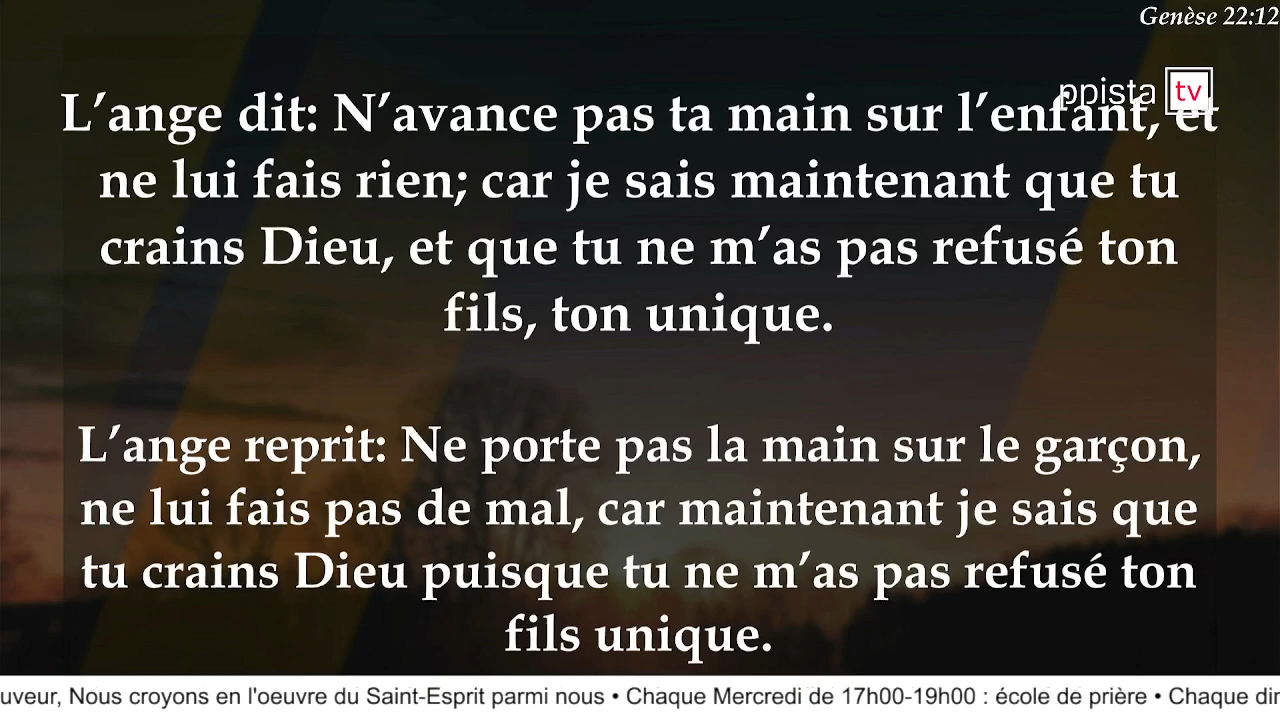 Genèse 22:12
ppista tv
L’ange dit: N’avance pas ta main sur l’enfant, et
ne lui fais rien; car je sais maintenant que tu
crains Dieu, et que tu ne m’as pas refusé ton
fils, ton unique.
L’ange reprit: Ne porte pas la main sur le garçon,
ne lui fais pas de mal, car maintenant je sais que
tu crains Dieu puisque tu ne m’as pas refusé ton
fils unique.
uveur, Nous croyons en l'oeuvre du Saint-Esprit parmi nous • Chaque Mercredi de 17h00-19h00 : école de prière • Chaque dir